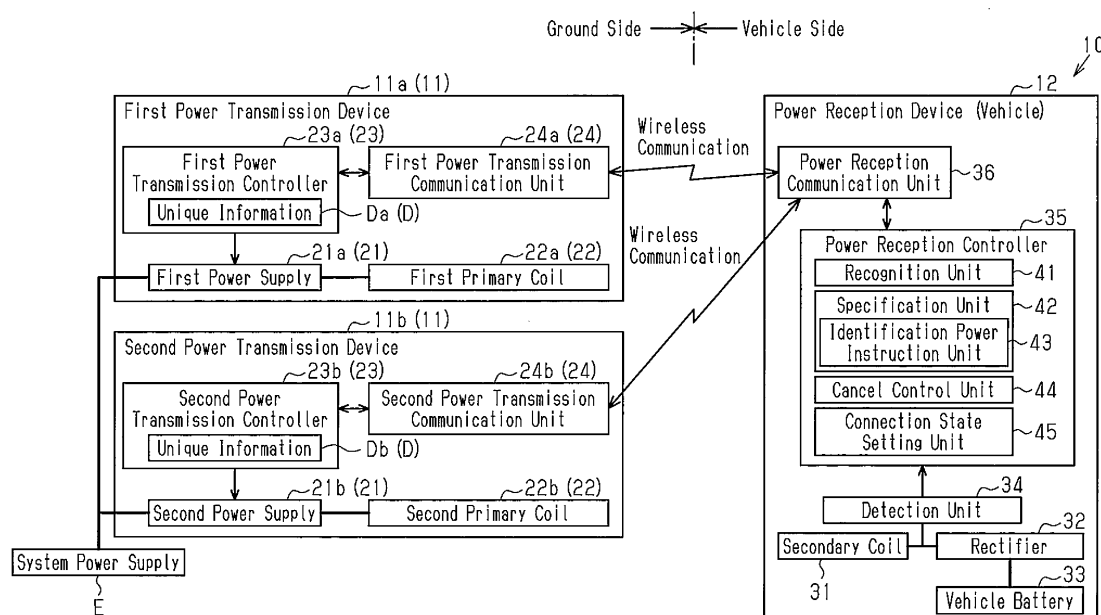 Ground Side
Vehicle Side
10
11a (11)
First Power Transmission Device
23a (23)
First Power
Transmission Controller
Unique Information
Da (D)
24a (24)
First Power Transmission
Communication Unit
21a (21)
First Power Supply
22a (22)
First Primary Coil
Wireless
Communication
11b (11)
Second Power Transmission Device
23b (23)
Second Power
Transmission Controller
Unique Information
Db (D)
24b (24)
Second Power Transmission
Communication Unit
21b (21)
Second Power Supply
22b (22)
Second Primary Coil
Wireless
Communication
System Power Supply
E
12
Power Reception Device (Vehicle)
Power Reception
Communication Unit
36
35
Power Reception Controller
Recognition Unit
41
Specification Unit
42
Identification Power
Instruction Unit
43
Cancel Control Unit
44
Connection State
Setting Unit
45
34
Detection Unit
Secondary Coil
31
32
Rectifier
33
Vehicle Battery